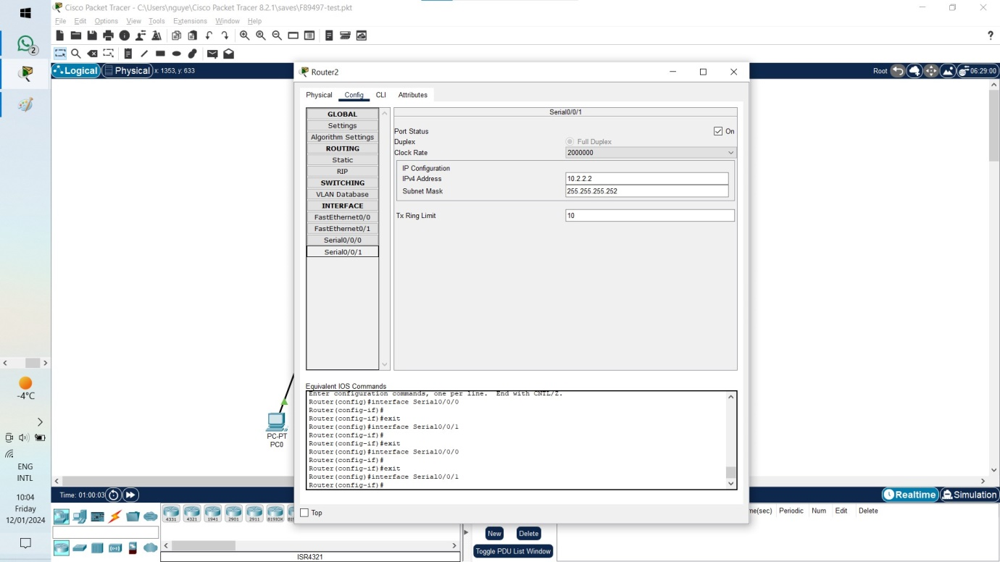 Cisco Packet Tracer - C:\Users\nguye\Cisco Packet Tracer 8.2.1\saves\F89497-test.pkt
File Edit Options View Tools Extensions Window Help
?
Logical Physical x: 1353, y: 633
Root 06:29:00
2
Router2
Physical Config CLI Attributes
GLOBAL
Settings
Algorithm Settings
ROUTING
Static
RIP
SWITCHING
VLAN Database
INTERFACE
FastEthernet0/0
FastEthernet0/1
Serial0/0/0
Serial0/0/1
Serial0/0/1
Port Status On
Duplex Full Duplex
Clock Rate 2000000
IP Configuration
IPv4 Address 10.2.2.2
Subnet Mask 255.255.255.252
Tx Ring Limit 10
Equivalent IOS Commands
Enter configuration commands, one per line. End with CNTL/Z.
Router(config)#interface Serial0/0/0
Router(config-if)#
Router(config-if)#exit
Router(config)#interface Serial0/0/1
Router(config-if)#
Router(config-if)#exit
Router(config)#interface Serial0/0/0
Router(config-if)#
Router(config-if)#exit
Router(config)#interface Serial0/0/1
Router(config-if)#
Top
PC-PT
PC0
-4°C
ENG
INTL
10:04
Friday
12/01/2024
Time: 01:00:03
Realtime Simulation
4331 4321 1941 2901 2911 819IOX
ISR4321
New Delete
Toggle PDU List Window
me(sec) Periodic Num Edit Delete